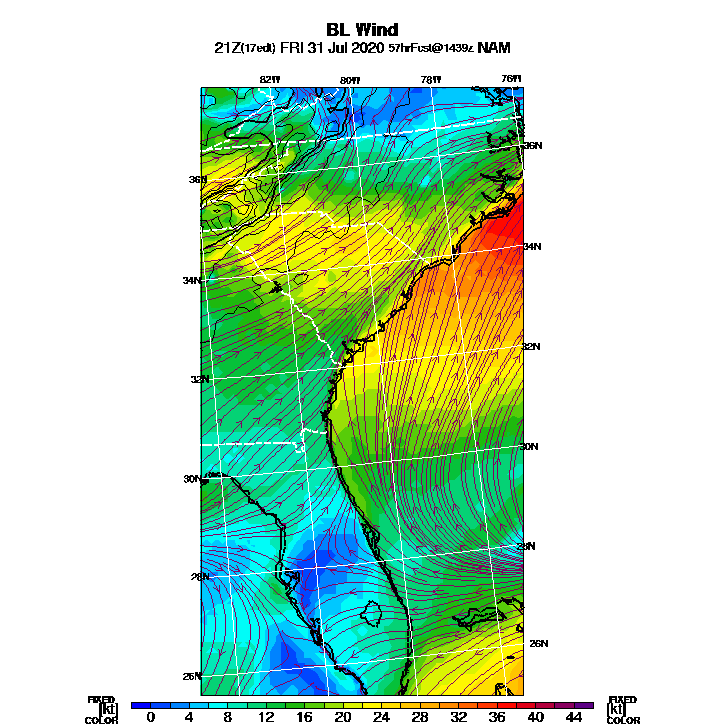 BL Wind
21Z(17edt) FRI 31 Jul 2020 57hrFcst@1439z NAM
82W 80W 78W 76W
36N
36N
34N
34N
32N
32N
30N
30N
28N
28N
26N
26N
FIXED FIXED
[kt] 0 4 8 12 16 20 24 28 32 36 40 44 [kt]
COLOR COLOR